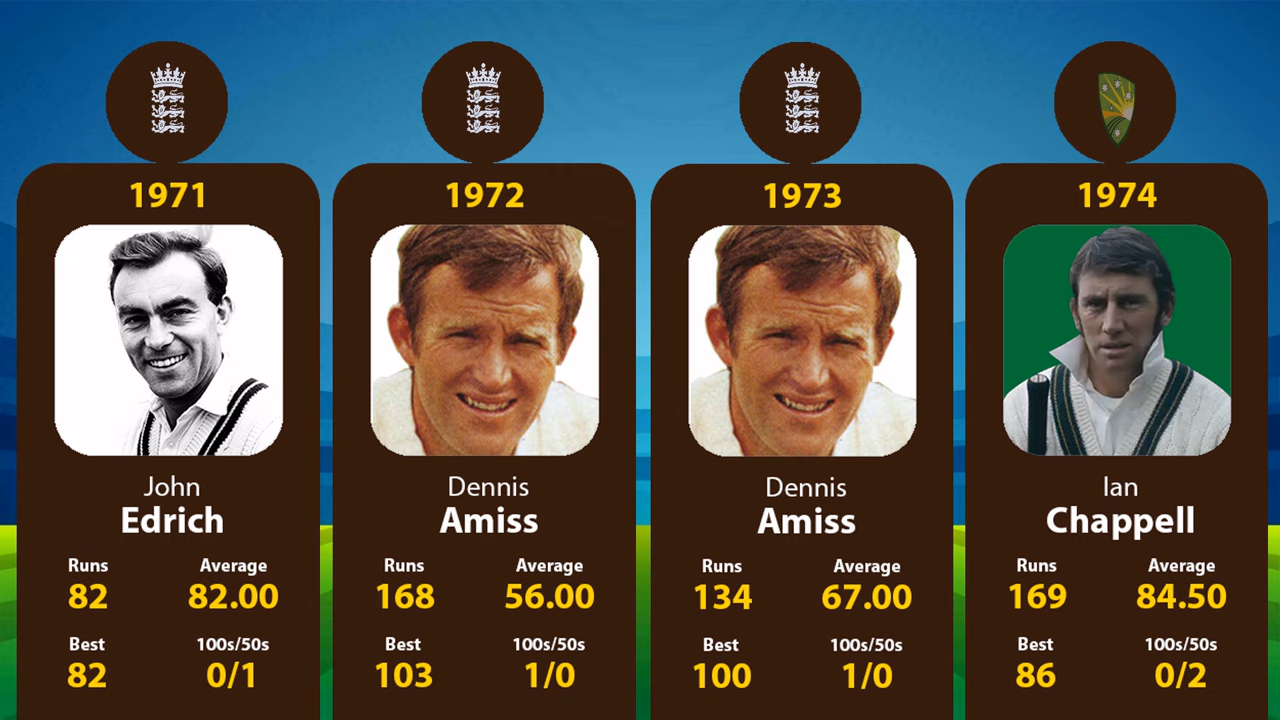 1971
John
Edrich
Runs Average
82 82.00
Best 100s/50s
82 0/1
1972
Dennis
Amiss
Runs Average
168 56.00
Best 100s/50s
103 1/0
1973
Dennis
Amiss
Runs Average
134 67.00
Best 100s/50s
100 1/0
1974
Ian
Chappell
Runs Average
169 84.50
Best 100s/50s
86 0/2